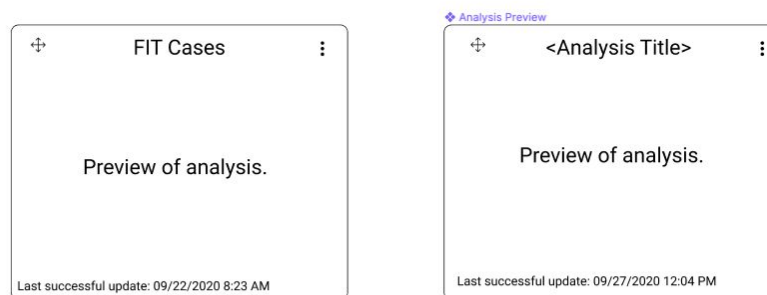 FIT Cases
Preview of analysis.
Last successful update: 09/22/2020 8:23 AM
Analysis Preview
<Analysis Title>
Preview of analysis.
Last successful update: 09/27/2020 12:04 PM